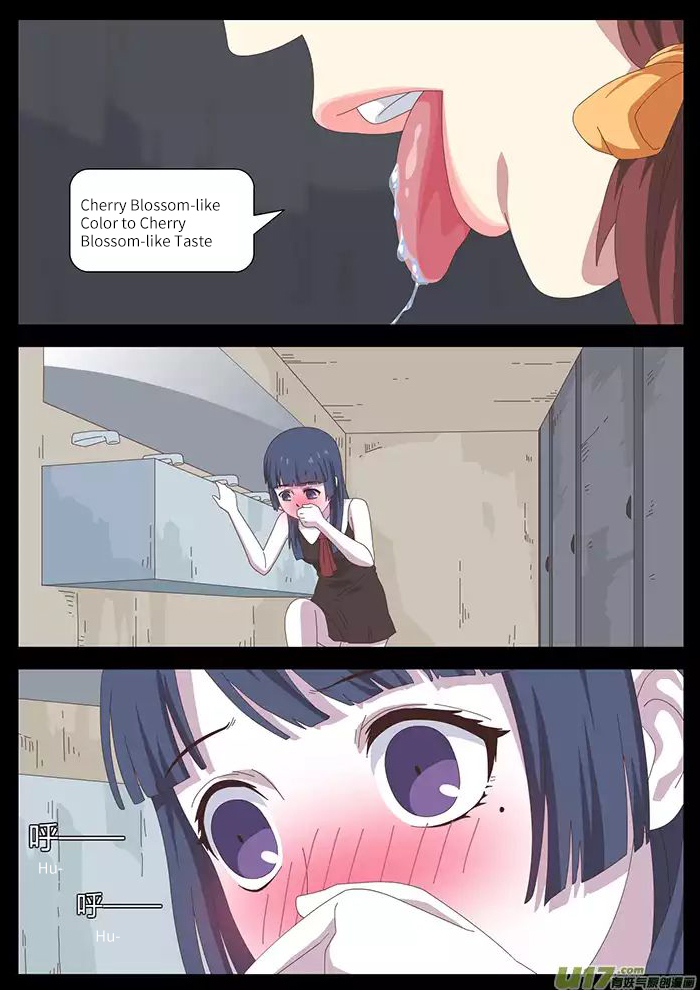 Cherry Blossom-like
Color to Cherry
Blossom-like Taste
呼——
Hu-
呼——
Hu-
U17.com
有妖气原创漫画